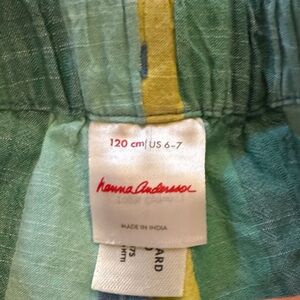 120 cm|US 6-7
hanna Andersson
MADE IN INDIA
ARD